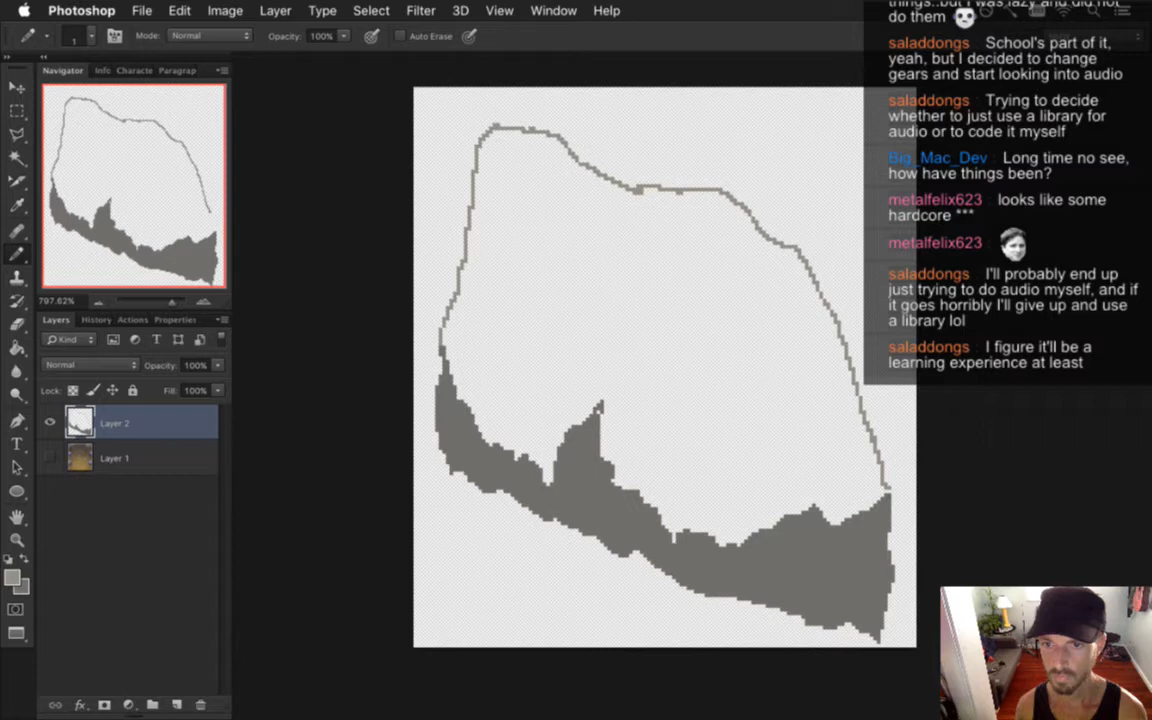 Photoshop File Edit Image Layer Type Select Filter 3D View Window Help
do them
1 Mode: Normal Opacity: 100% Auto Erase
saladdongs School's part of it,
yeah, but I decided to change
gears and start looking into audio
Navigator Info Characte Paragrap
saladdongs Trying to decide
whether to just use a library for
audio or to code it myself
Big_Mac_Dev Long time no see,
how have things been?
metalfelix623 looks like some
hardcore ***
metalfelix623
saladdongs I'll probably end up
just trying to do audio myself, and if
it goes horribly I'll give up and use
a library lol
saladdongs I figure it'll be a
learning experience at least
797.62%
Layers History Actions Properties
Kind
Normal Opacity: 100%
Lock: Fill: 100%
Layer 2
Layer 1
fx